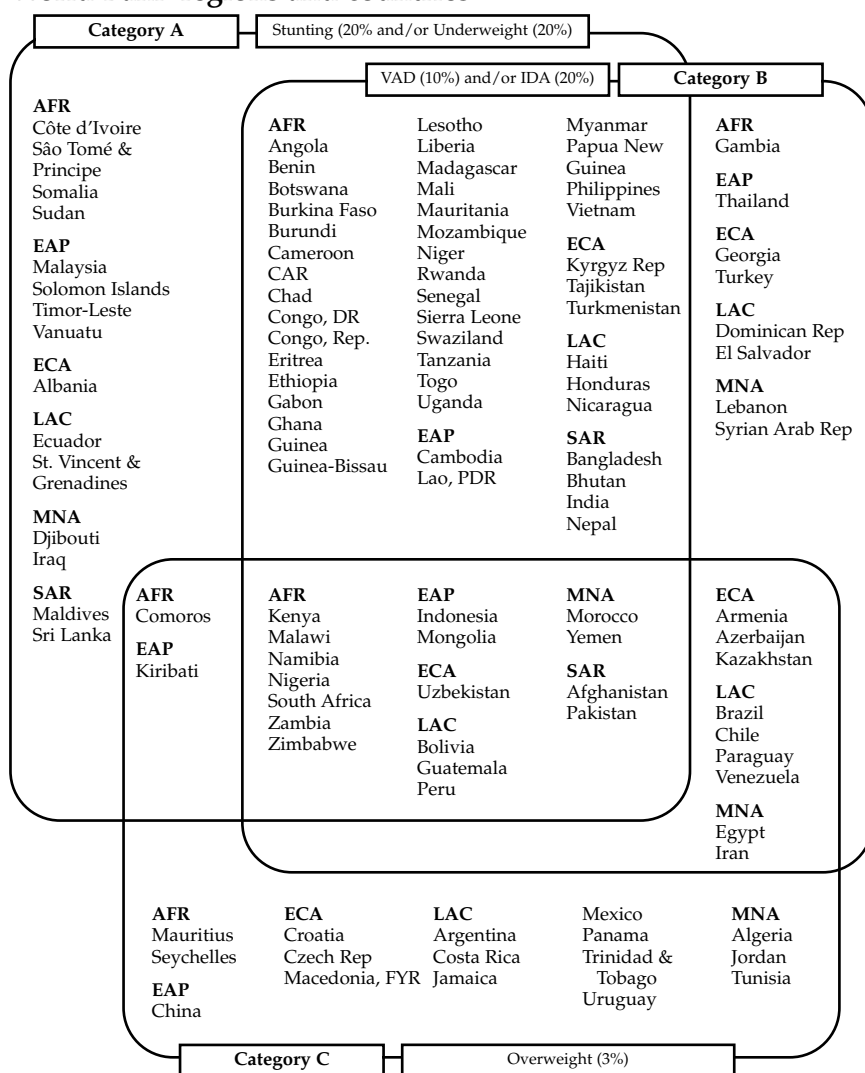 Category A
Stunting (20% and/or Underweight (20%)
VAD (10%) and/or IDA (20%)
Category B
AFR
Côte d'Ivoire
Sâo Tomé &
Principe
Somalia
Sudan
EAP
Malaysia
Solomon Islands
Timor-Leste
Vanuatu
ECA
Albania
LAC
Ecuador
St. Vincent &
Grenadines
MNA
Djibouti
Iraq
SAR
Maldives
Sri Lanka
AFR
Angola
Benin
Botswana
Burkina Faso
Burundi
Cameroon
CAR
Chad
Congo, DR
Congo, Rep.
Eritrea
Ethiopia
Gabon
Ghana
Guinea
Guinea-Bissau
Lesotho
Liberia
Madagascar
Mali
Mauritania
Mozambique
Niger
Rwanda
Senegal
Sierra Leone
Swaziland
Tanzania
Togo
Uganda
EAP
Cambodia
Lao, PDR
Myanmar
Papua New
Guinea
Philippines
Vietnam
ECA
Kyrgyz Rep
Tajikistan
Turkmenistan
LAC
Haiti
Honduras
Nicaragua
SAR
Bangladesh
Bhutan
India
Nepal
AFR
Gambia
EAP
Thailand
ECA
Georgia
Turkey
LAC
Dominican Rep
El Salvador
MNA
Lebanon
Syrian Arab Rep
AFR
Comoros
EAP
Kiribati
AFR
Kenya
Malawi
Namibia
Nigeria
South Africa
Zambia
Zimbabwe
EAP
Indonesia
Mongolia
ECA
Uzbekistan
LAC
Bolivia
Guatemala
Peru
MNA
Morocco
Yemen
SAR
Afghanistan
Pakistan
ECA
Armenia
Azerbaijan
Kazakhstan
LAC
Brazil
Chile
Paraguay
Venezuela
MNA
Egypt
Iran
AFR
Mauritius
Seychelles
EAP
China
ECA
Croatia
Czech Rep
Macedonia, FYR
LAC
Argentina
Costa Rica
Jamaica
Mexico
Panama
Trinidad &
Tobago
Uruguay
MNA
Algeria
Jordan
Tunisia
Category C
Overweight (3%)